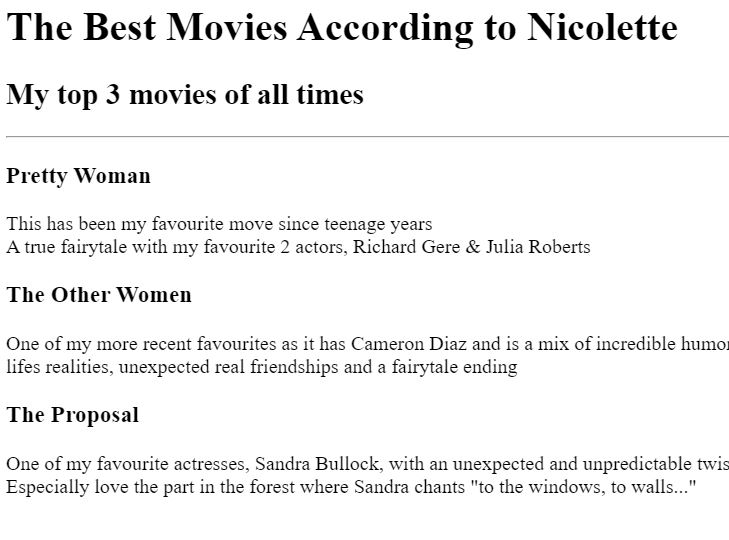 The Best Movies According to Nicolette
My top 3 movies of all times
Pretty Woman
This has been my favourite move since teenage years
A true fairytale with my favourite 2 actors, Richard Gere & Julia Roberts
The Other Women
One of my more recent favourites as it has Cameron Diaz and is a mix of incredible
lifes realities, unexpected real friendships and a fairytale ending
The Proposal
One of my favourite actresses, Sandra Bullock, with an unexpected and unpredictable
Especially love the part in the forest where Sandra chants "to the windows, to walls..."